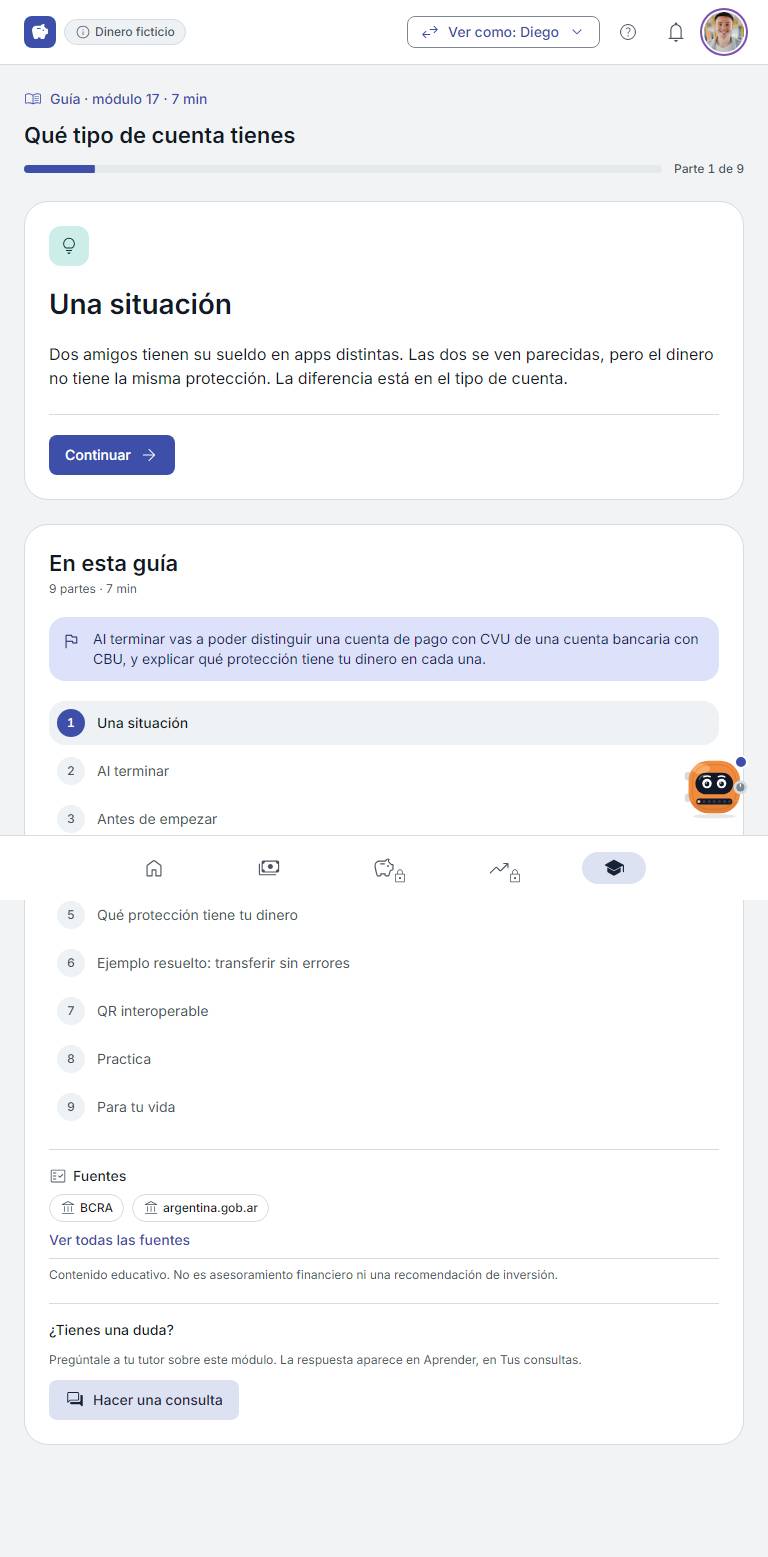 Dinero ficticio
Ver como: Diego
Guía · módulo 17 · 7 min
Qué tipo de cuenta tienes
Parte 1 de 9
Una situación
Dos amigos tienen su sueldo en apps distintas. Las dos se ven parecidas, pero el dinero
no tiene la misma protección. La diferencia está en el tipo de cuenta.
Continuar
En esta guía
9 partes · 7 min
Al terminar vas a poder distinguir una cuenta de pago con CVU de una cuenta bancaria con
CBU, y explicar qué protección tiene tu dinero en cada una.
1 Una situación
2 Al terminar
3 Antes de empezar
5 Qué protección tiene tu dinero
6 Ejemplo resuelto: transferir sin errores
7 QR interoperable
8 Practica
9 Para tu vida
Fuentes
BCRA argentina.gob.ar
Ver todas las fuentes
Contenido educativo. No es asesoramiento financiero ni una recomendación de inversión.
¿Tienes una duda?
Pregúntale a tu tutor sobre este módulo. La respuesta aparece en Aprender, en Tus consultas.
Hacer una consulta